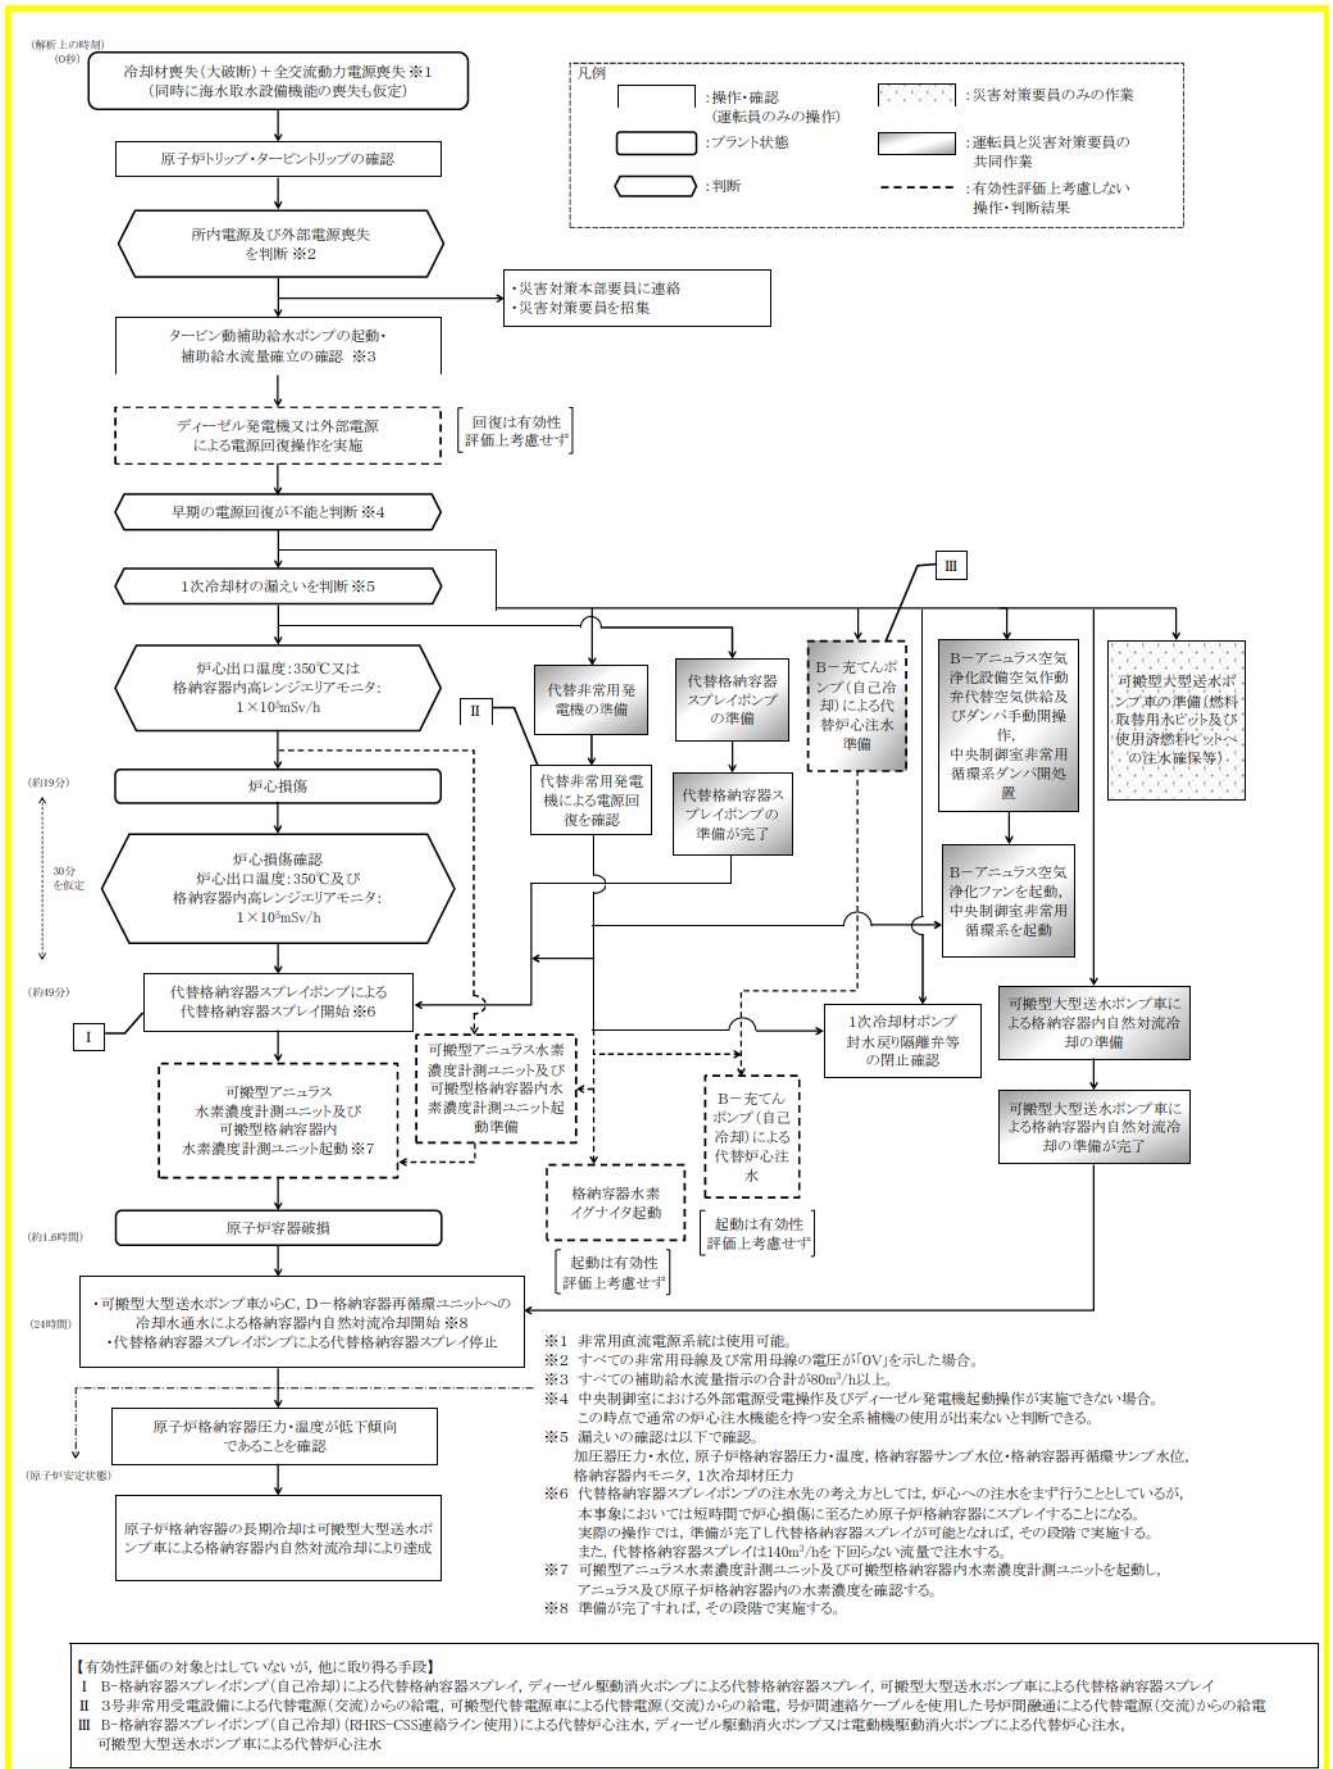 (解析上の時刻)
(0秒)
冷却材喪失(大破断)+全交流動力電源喪失 ※1
(同時に海水取水設備機能の喪失も仮定)
凡例
:操作・確認
(運転員のみの操作)
:プラント状態
:判断
:災害対策要員のみの作業
:運転員と災害対策要員の
共同作業
:有効性評価上考慮しない
操作・判断結果
原子炉トリップ・タービントリップの確認
所内電源及び外部電源喪失
を判断 ※2
・災害対策本部要員に連絡
・災害対策要員を招集
タービン動補助給水ポンプの起動・
補助給水流量確立の確認 ※3
ディーゼル発電機又は外部電源
による電源回復操作を実施
回復は有効性
評価上考慮せず
早期の電源回復が不能と判断 ※4
1次冷却材の漏えいを判断 ※5
Ⅲ
炉心出口温度:350℃又は
格納容器内高レンジエリアモニタ:
1×10⁵mSv/h
Ⅱ
代替非常用発
電機の準備
代替格納容器
スプレイポンプ
の準備
B-充てんポ
ンプ(自己冷
却)による代
替炉心注水
準備
B-アニュラス空気
浄化設備空気作動
弁代替空気供給及
びダンパ手動開操
作,
中央制御室非常用
循環系ダンパ開処
置
可搬型大型送水ポ
ンプ車の準備(燃料
取替用水ピット及び
使用済燃料ピットへ
の注水確保等)
(約19分)
炉心損傷
代替非常用発電
機による電源回
復を確認
代替格納容器ス
プレイポンプの
準備が完了
30分
を仮定
炉心損傷確認
炉心出口温度:350℃及び
格納容器内高レンジエリアモニタ:
1×10⁵mSv/h
B-アニュラス空気
浄化ファンを起動,
中央制御室非常用
循環系を起動
(約49分)
代替格納容器スプレイポンプによる
代替格納容器スプレイ開始 ※6
Ⅰ
可搬型アニュラス水素
濃度計測ユニット及び
可搬型格納容器内水
素濃度計測ユニット起
動準備
1次冷却材ポンプ
封水戻り隔離弁等
の閉止確認
可搬型大型送水ポンプ車に
よる格納容器内自然対流冷
却の準備
可搬型アニュラス
水素濃度計測ユニット及び
可搬型格納容器内
水素濃度計測ユニット起動 ※7
B-充てん
ポンプ(自己
冷却)による
代替炉心注
水
可搬型大型送水ポンプ車に
よる格納容器内自然対流冷
却の準備が完了
格納容器水素
イグナイタ起動
起動は有効性
評価上考慮せず
起動は有効性
評価上考慮せず
(約1.6時間)
原子炉容器破損
(24時間)
・可搬型大型送水ポンプ車からC,D-格納容器再循環ユニットへの
冷却水通水による格納容器内自然対流冷却開始 ※8
・代替格納容器スプレイポンプによる代替格納容器スプレイ停止
原子炉格納容器圧力・温度が低下傾向
であることを確認
(原子炉安定状態)
原子炉格納容器の長期冷却は可搬型大型送水ポ
ンプ車による格納容器内自然対流冷却により達成
※1 非常用直流電源系統は使用可能。
※2 すべての非常用母線及び常用母線の電圧が「0V」を示した場合。
※3 すべての補助給水流量指示の合計が80m³/h以上。
※4 中央制御室における外部電源受電操作及びディーゼル発電機起動操作が実施できない場合。
この時点で通常の炉心注水機能を持つ安全系補機の使用が出来ないと判断できる。
※5 漏えいの確認は以下で確認。
加圧器圧力・水位,原子炉格納容器圧力・温度,格納容器サンプ水位・格納容器再循環サンプ水位,
格納容器内モニタ,1次冷却材圧力
※6 代替格納容器スプレイポンプの注水先の考え方としては,炉心への注水をまず行うこととしているが,
本事象においては短時間で炉心損傷に至るため原子炉格納容器にスプレイすることになる。
実際の操作では,準備が完了し代替格納容器スプレイが可能となれば,その段階で実施する。
また,代替格納容器スプレイは140m³/hを下回らない流量で注水する。
※7 可搬型アニュラス水素濃度計測ユニット及び可搬型格納容器内水素濃度計測ユニットを起動し,
アニュラス及び原子炉格納容器内の水素濃度を確認する。
※8 準備が完了すれば,その段階で実施する。
【有効性評価の対象とはしていないが,他に取り得る手段】
Ⅰ B-格納容器スプレイポンプ(自己冷却)による代替格納容器スプレイ,ディーゼル駆動消火ポンプによる代替格納容器スプレイ,可搬型大型送水ポンプ車による代替格納容器スプレイ
Ⅱ 3号非常用受電設備による代替電源(交流)からの給電,可搬型代替電源車による代替電源(交流)からの給電,号炉間連絡ケーブルを使用した号炉間融通による代替電源(交流)からの給電
Ⅲ B-格納容器スプレイポンプ(自己冷却)(RHRS-CSS連絡ライン使用)による代替炉心注水,ディーゼル駆動消火ポンプ又は電動機駆動消火ポンプによる代替炉心注水,
可搬型大型送水ポンプ車による代替炉心注水